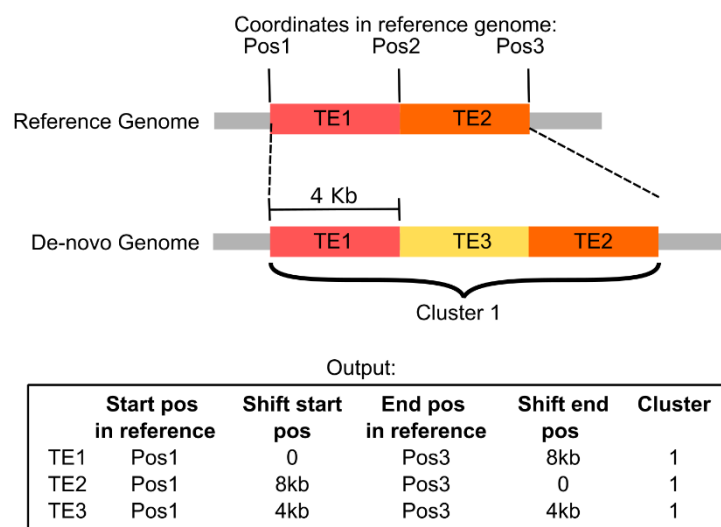 Coordinates in reference genome:
Pos1 Pos2 Pos3
Reference Genome TE1 TE2
4 Kb
De-novo Genome TE1 TE3 TE2
Cluster 1
Output:
Start pos Shift start End pos Shift end Cluster
in reference pos in reference pos
TE1 Pos1 0 Pos3 8kb 1
TE2 Pos1 8kb Pos3 0 1
TE3 Pos1 4kb Pos3 4kb 1